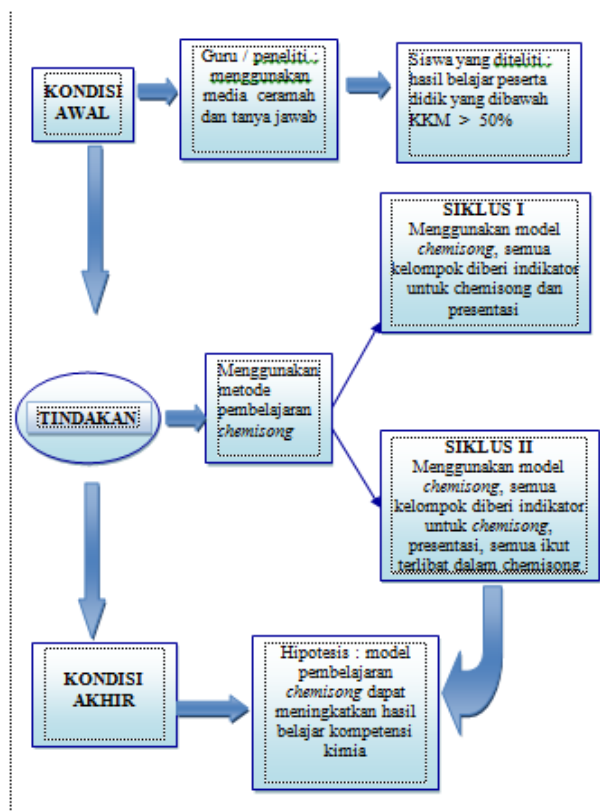 KONDISI
AWAL
Guru / peneliti ;
menggunakan
media ceramah
dan tanya jawab
Siswa yang diteliti ;
hasil belajar peserta
didik yang dibawah
KKM > 50%
SIKLUS I
Menggunakan model
chemisong, semua
kelompok diberi indikator
untuk chemisong dan
presentasi
TINDAKAN
Menggunakan
metode
pembelajaran
chemisong
SIKLUS II
Menggunakan model
chemisong, semua
kelompok diberi indikator
untuk chemisong,
presentasi, semua ikut
terlibat dalam chemisong
KONDISI
AKHIR
Hipotesis : model
pembelajaran
chemisong dapat
meningkatkan hasil
belajar kompetensi
kimia